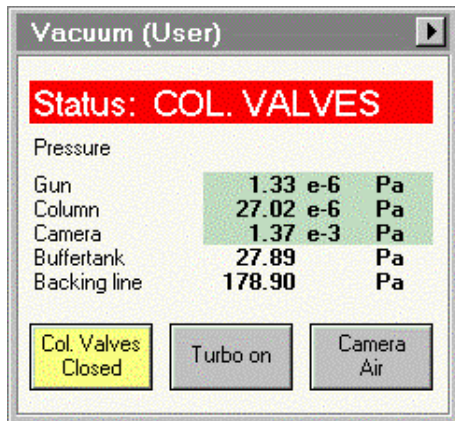 Vacuum (User)
Status: COL. VALVES
Pressure
Gun 1.33 e-6 Pa
Column 27.02 e-6 Pa
Camera 1.37 e-3 Pa
Buffertank 27.89 Pa
Backing line 178.90 Pa
Col. Valves Closed
Turbo on
Camera Air